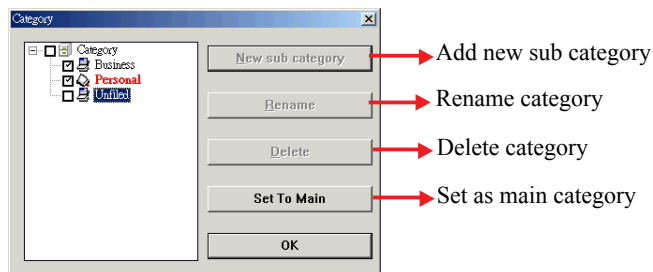 Category
Category
Business
Personal
Unfiled
New sub category
Rename
Delete
Set To Main
OK
Add new sub category
Rename category
Delete category
Set as main category